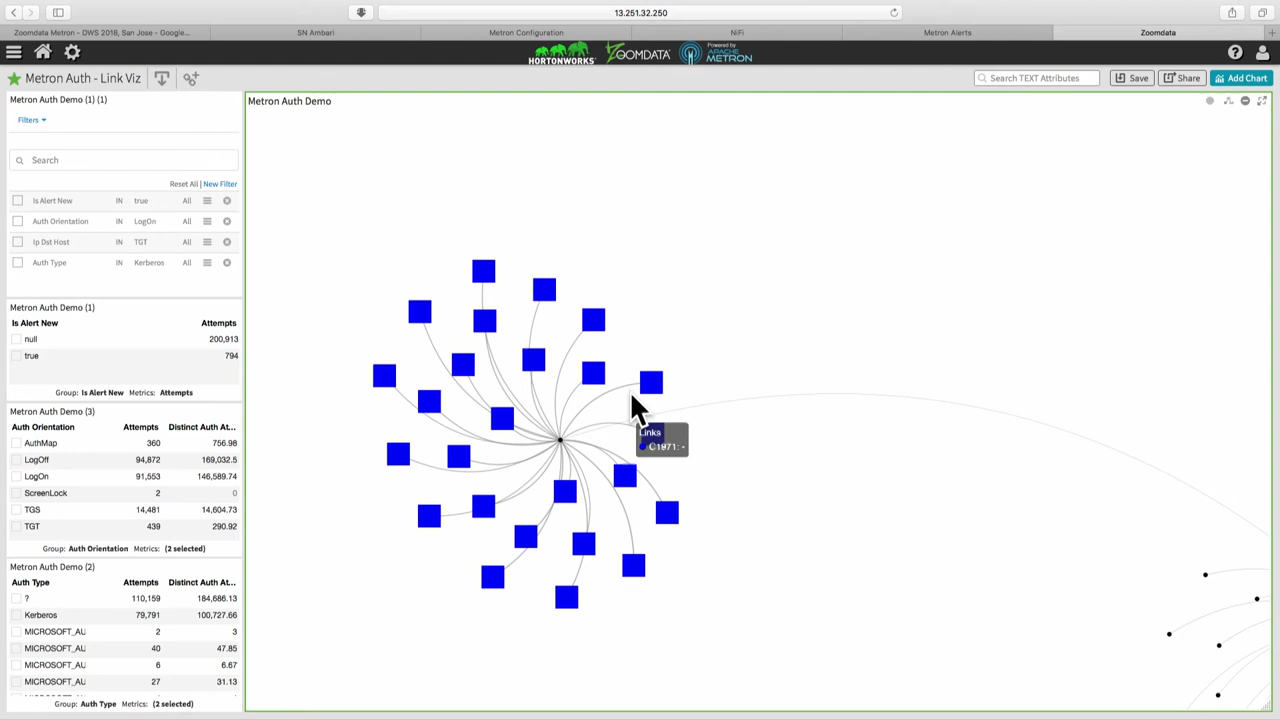 13.251.32.250
Zoomdata Metron - DWS 2018, San Jose - Google...
SN Ambari
Metron Configuration
NiFi
Metron Alerts
Zoomdata
HORTONWORKS
ZOOMDATA
Powered by
APACHE
METRON
Metron Auth - Link Viz
Search TEXT Attributes
Save
Share
Add Chart
Metron Auth Demo (1) (1)
Filters
Search
Reset All | New Filter
Is Alert New IN true All
Auth Orientation IN LogOn All
Ip Dst Host IN TGT All
Auth Type IN Kerberos All
Metron Auth Demo (1)
Is Alert New Attempts
null 200,913
true 794
Group: Is Alert New Metrics: Attempts
Metron Auth Demo (3)
Auth Orientation Attempts Distinct Auth At...
AuthMap 360 756.98
LogOff 94,872 169,032.5
LogOn 91,553 146,589.74
ScreenLock 2 0
TGS 14,481 14,604.73
TGT 439 290.92
Group: Auth Orientation Metrics: (2 selected)
Metron Auth Demo (2)
Auth Type Attempts Distinct Auth At...
? 110,159 184,686.13
Kerberos 79,791 100,727.66
MICROSOFT_AU 2 3
MICROSOFT_AU 40 47.85
MICROSOFT_AU 6 6.67
MICROSOFT_AU 27 31.13
Group: Auth Type Metrics: (2 selected)
Metron Auth Demo
Links
C1971: -